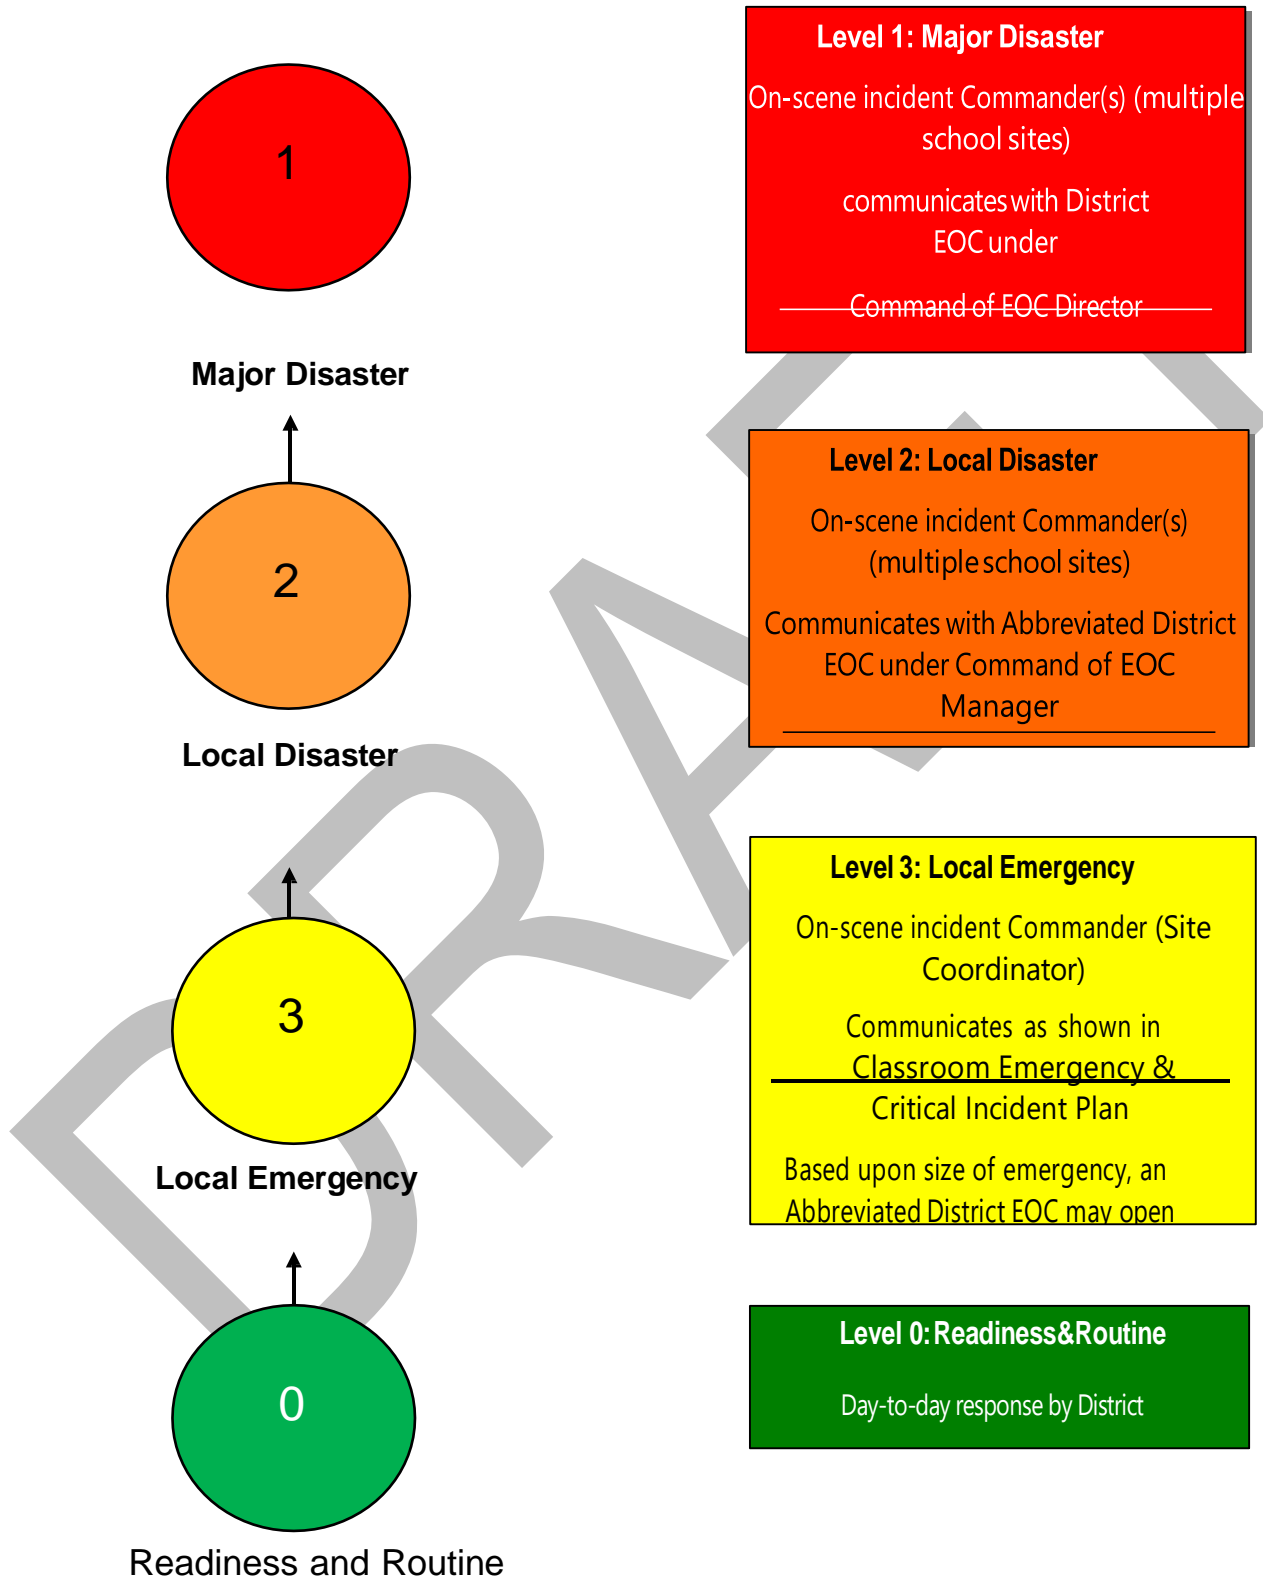 1
Major Disaster
2
Local Disaster
3
Local Emergency
0
Readiness and Routine
Level 1: Major Disaster
On-scene incident Commander(s) (multiple
school sites)
communicates with District
EOC under
Command of EOC Director
Level 2: Local Disaster
On-scene incident Commander(s)
(multiple school sites)
Communicates with Abbreviated District
EOC under Command of EOC
Manager
Level 3: Local Emergency
On-scene incident Commander (Site
Coordinator)
Communicates as shown in
Classroom Emergency &
Critical Incident Plan
Based upon size of emergency, an
Abbreviated District EOC may open
Level 0: Readiness&Routine
Day-to-day response by District
DRAFT